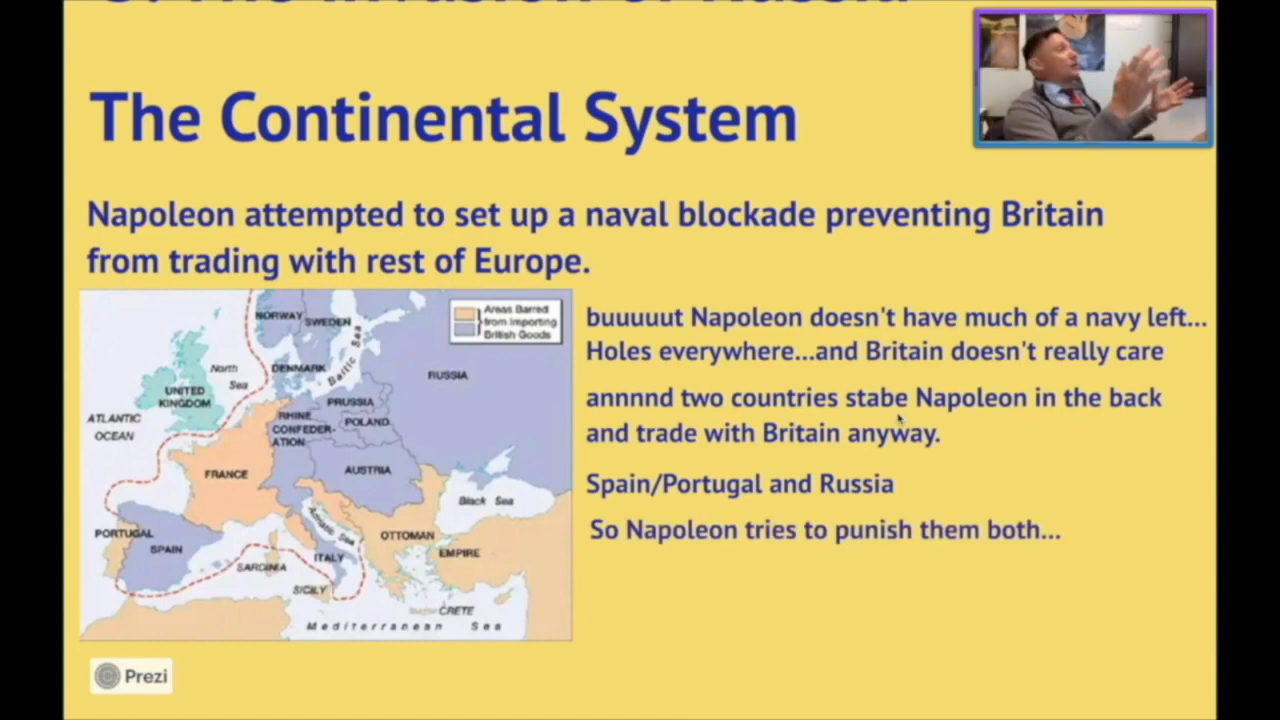 The Continental System
Napoleon attempted to set up a naval blockade preventing Britain
from trading with rest of Europe.
buuuuut Napoleon doesn't have much of a navy left...
Holes everywhere...and Britain doesn't really care
annnnd two countries stabe Napoleon in the back
and trade with Britain anyway.
Spain/Portugal and Russia
So Napoleon tries to punish them both...
Areas Barred
from Importing
British Goods
NORWAY
SWEDEN
Baltic Sea
North
Sea
DENMARK
RUSSIA
UNITED
KINGDOM
PRUSSIA
ATLANTIC
OCEAN
RHINE
CONFEDER-
ATION
POLAND
FRANCE
AUSTRIA
Black Sea
Adriatic Sea
PORTUGAL
SPAIN
OTTOMAN
EMPIRE
ITALY
SARDINIA
SICILY
CRETE
Mediterranean Sea
Prezi